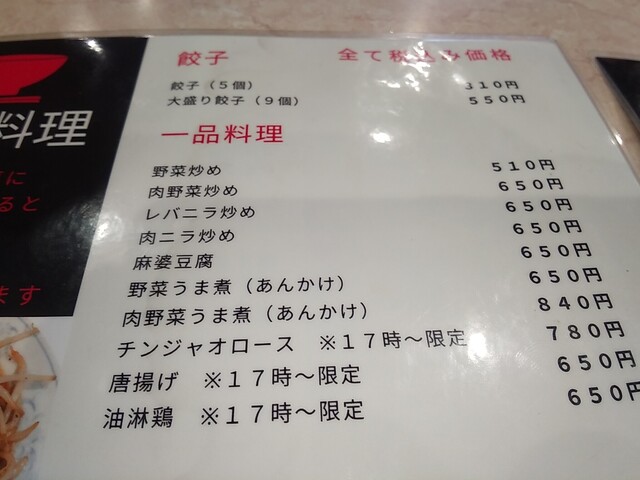 餃子 全て税込み価格
餃子（５個） ３１０円
大盛り餃子（９個） ５５０円
一品料理
野菜炒め ５１０円
肉野菜炒め ６５０円
レバニラ炒め ６５０円
肉ニラ炒め ６５０円
麻婆豆腐 ６５０円
野菜うま煮（あんかけ） ６５０円
肉野菜うま煮（あんかけ） ８４０円
チンジャオロース ※１７時～限定 ７８０円
唐揚げ ※１７時～限定 ６５０円
油淋鶏 ※１７時～限定 ６５０円
料理
に
ると
ます